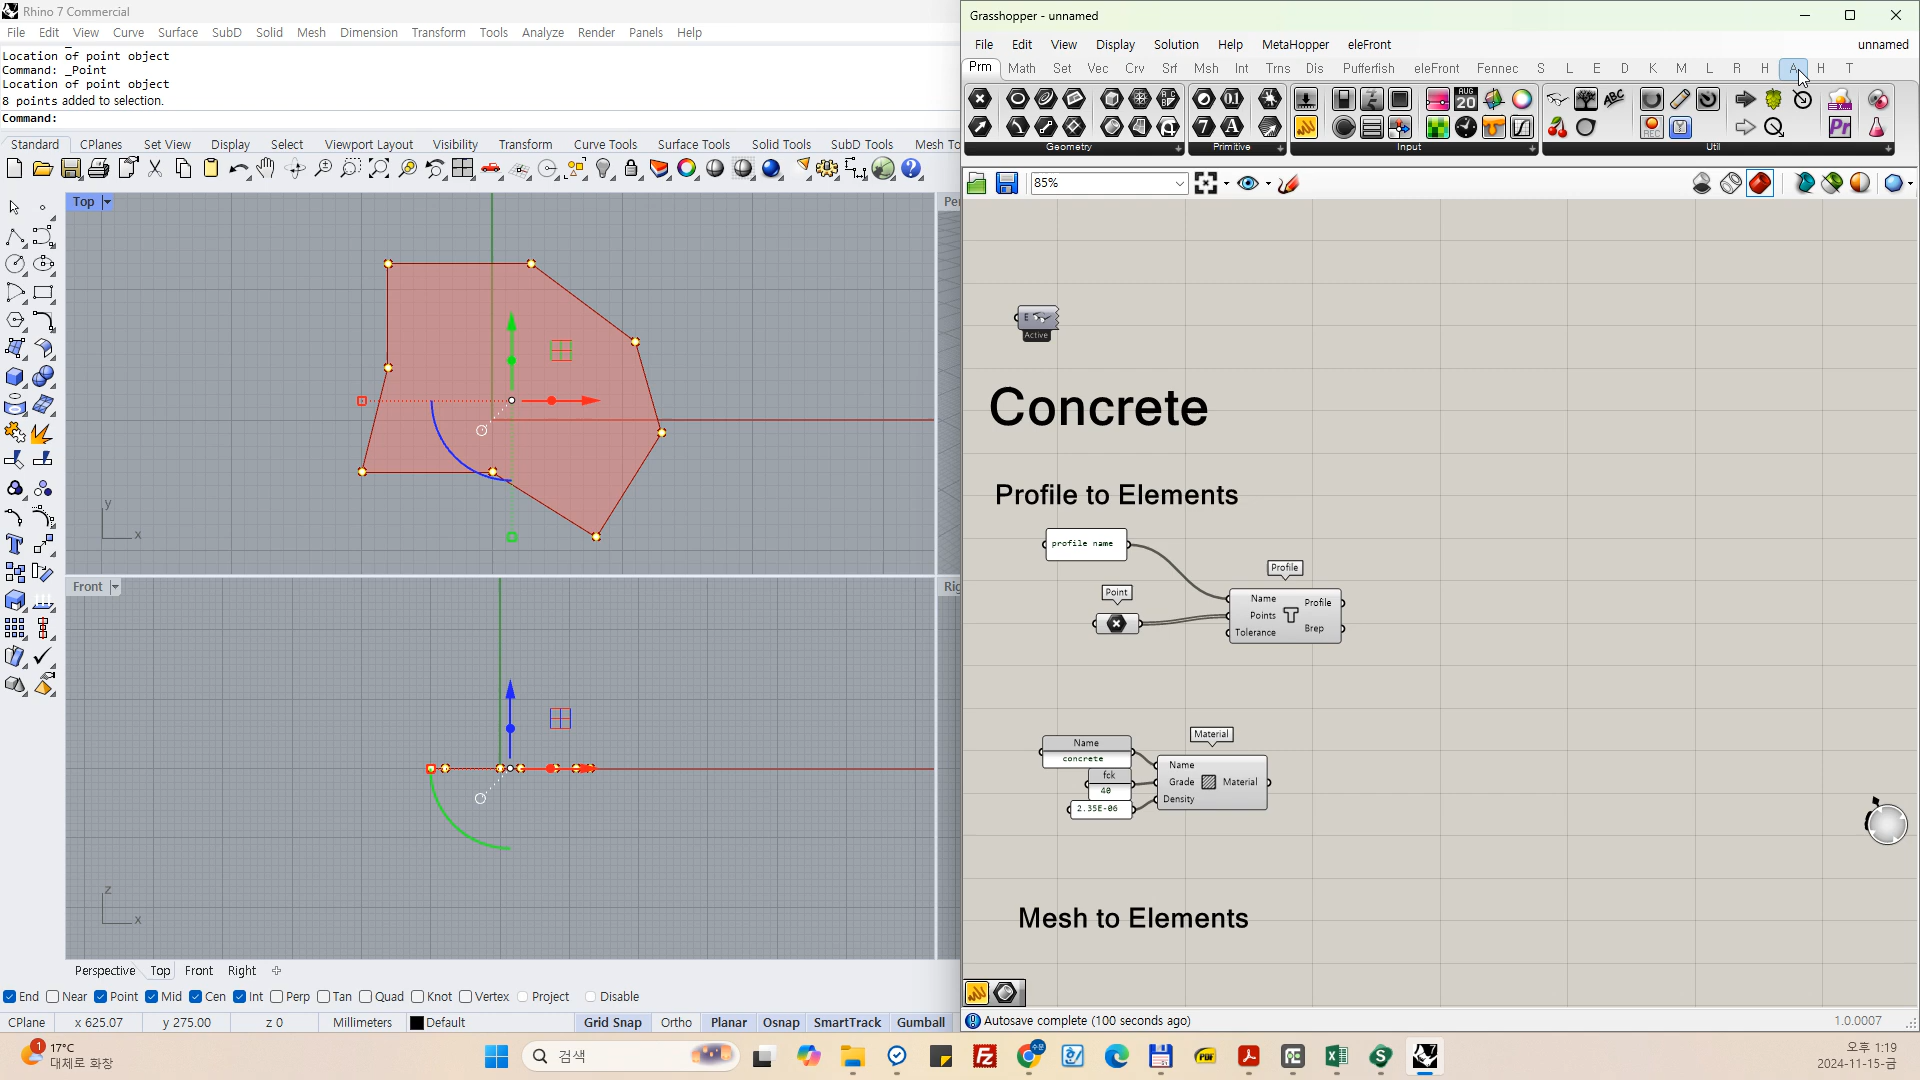 Rhino 7 Commercial
File Edit View Curve Surface SubD Solid Mesh Dimension Transform Tools Analyze Render Panels Help
Location of point object
Command: _Point
Location of point object
8 points added to selection.
Command:
Standard CPlanes Set View Display Select Viewport Layout Visibility Transform Curve Tools Surface Tools Solid Tools SubD Tools Mesh To
Top
Pe
y
x
Front
Rig
z
x
Perspective Top Front Right
End Near Point Mid Cen Int Perp Tan Quad Knot Vertex Project Disable
CPlane x 625.07 y 275.00 z 0 Millimeters Default Grid Snap Ortho Planar Osnap SmartTrack Gumball
Grasshopper - unnamed
File Edit View Display Solution Help MetaHopper eleFront unnamed
Prm Math Set Vec Crv Srf Msh Int Trns Dis Pufferfish eleFront Fennec S L E D K M L R H A H T
Geometry Primitive Input Util
AUG
20
REC
Pr
85%
E
Active
Concrete
Profile to Elements
profile name
Profile
Point
Name
Points
Tolerance
Profile
Brep
Material
Name
concrete
fck
40
2.35E-06
Name
Grade
Density
Material
Mesh to Elements
Autosave complete (100 seconds ago) 1.0.0007
1
17°C
대체로 화창
검색
PDF
오후 1:19
2024-11-15-금